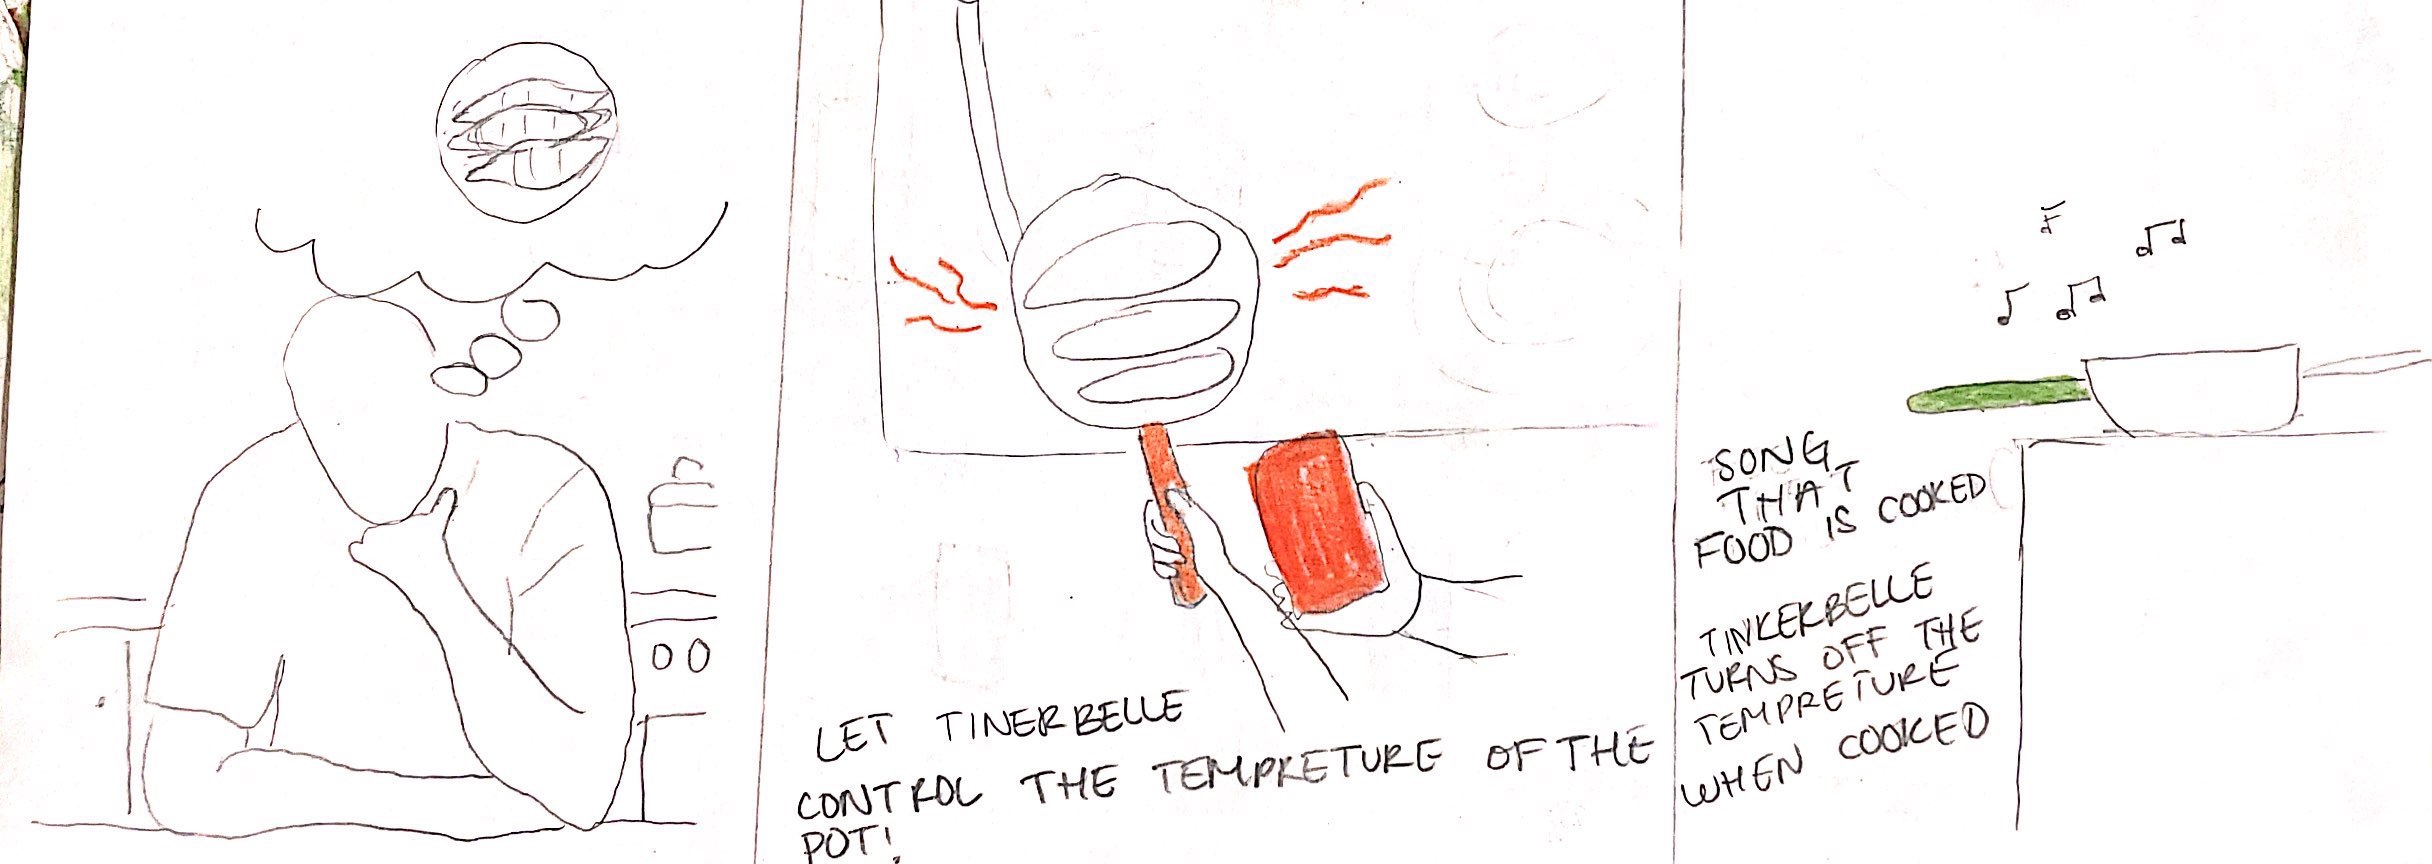 LET TINERBELLE
CONTROL THE TEMPRETURE OF THE
POT!
SONG
THAT
FOOD IS COOKED
TINKERBELLE
TURNS OFF THE
TEMPRETURE
WHEN COOKED